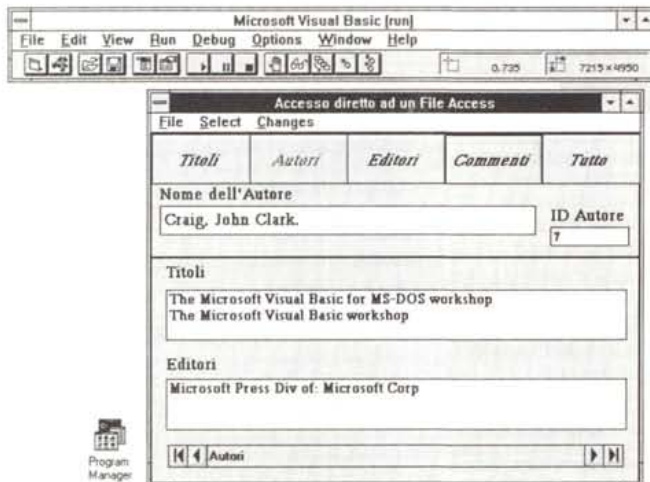 Microsoft Visual Basic [run]
File Edit View Run Debug Options Window Help
0,735 7215×4950
Accesso diretto ad un File Access
File Select Changes
Titoli Autori Editori Commenti Tutto
Nome dell'Autore
ID Autore
Craig, John Clark.
7
Titoli
The Microsoft Visual Basic for MS-DOS workshop
The Microsoft Visual Basic workshop
Editori
Microsoft Press Div of: Microsoft Corp
Autori
Program
Manager